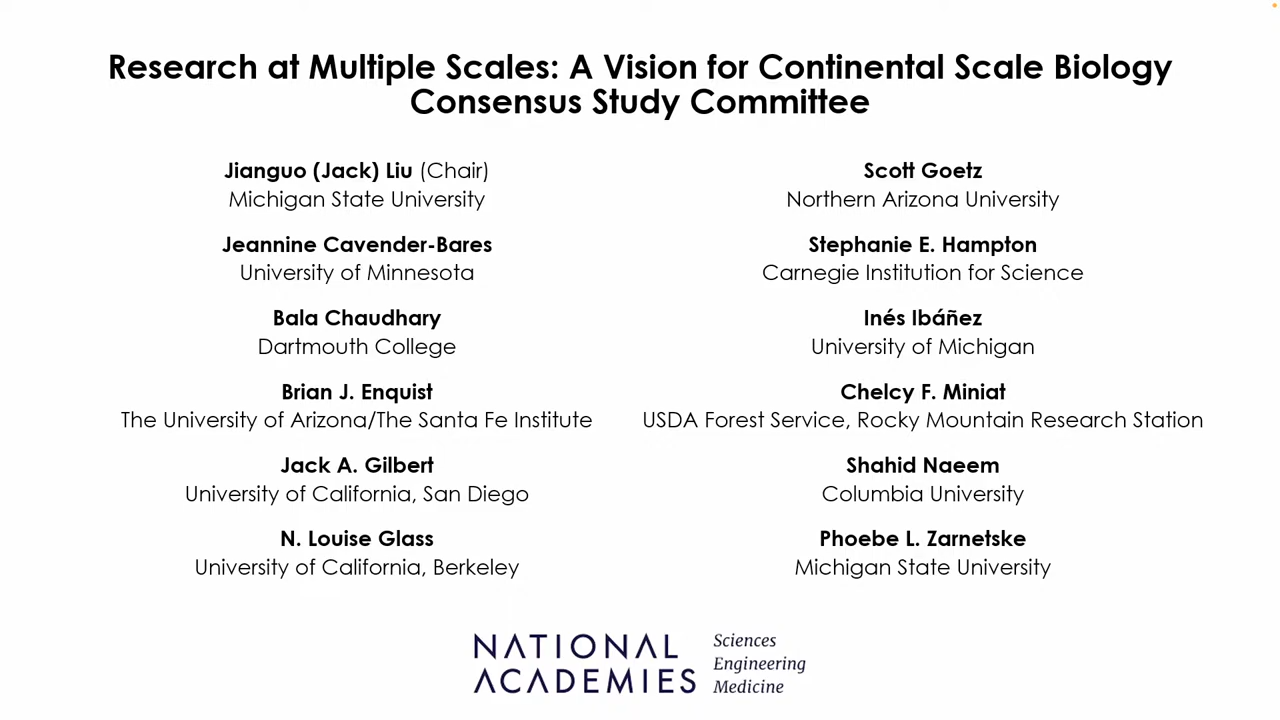 Research at Multiple Scales: A Vision for Continental Scale Biology
Consensus Study Committee
Jianguo (Jack) Liu (Chair)
Michigan State University
Jeannine Cavender-Bares
University of Minnesota
Bala Chaudhary
Dartmouth College
Brian J. Enquist
The University of Arizona/The Santa Fe Institute
Jack A. Gilbert
University of California, San Diego
N. Louise Glass
University of California, Berkeley
Scott Goetz
Northern Arizona University
Stephanie E. Hampton
Carnegie Institution for Science
Inés Ibáñez
University of Michigan
Chelcy F. Miniat
USDA Forest Service, Rocky Mountain Research Station
Shahid Naeem
Columbia University
Phoebe L. Zarnetske
Michigan State University
NATIONAL
ACADEMIES
Sciences
Engineering
Medicine